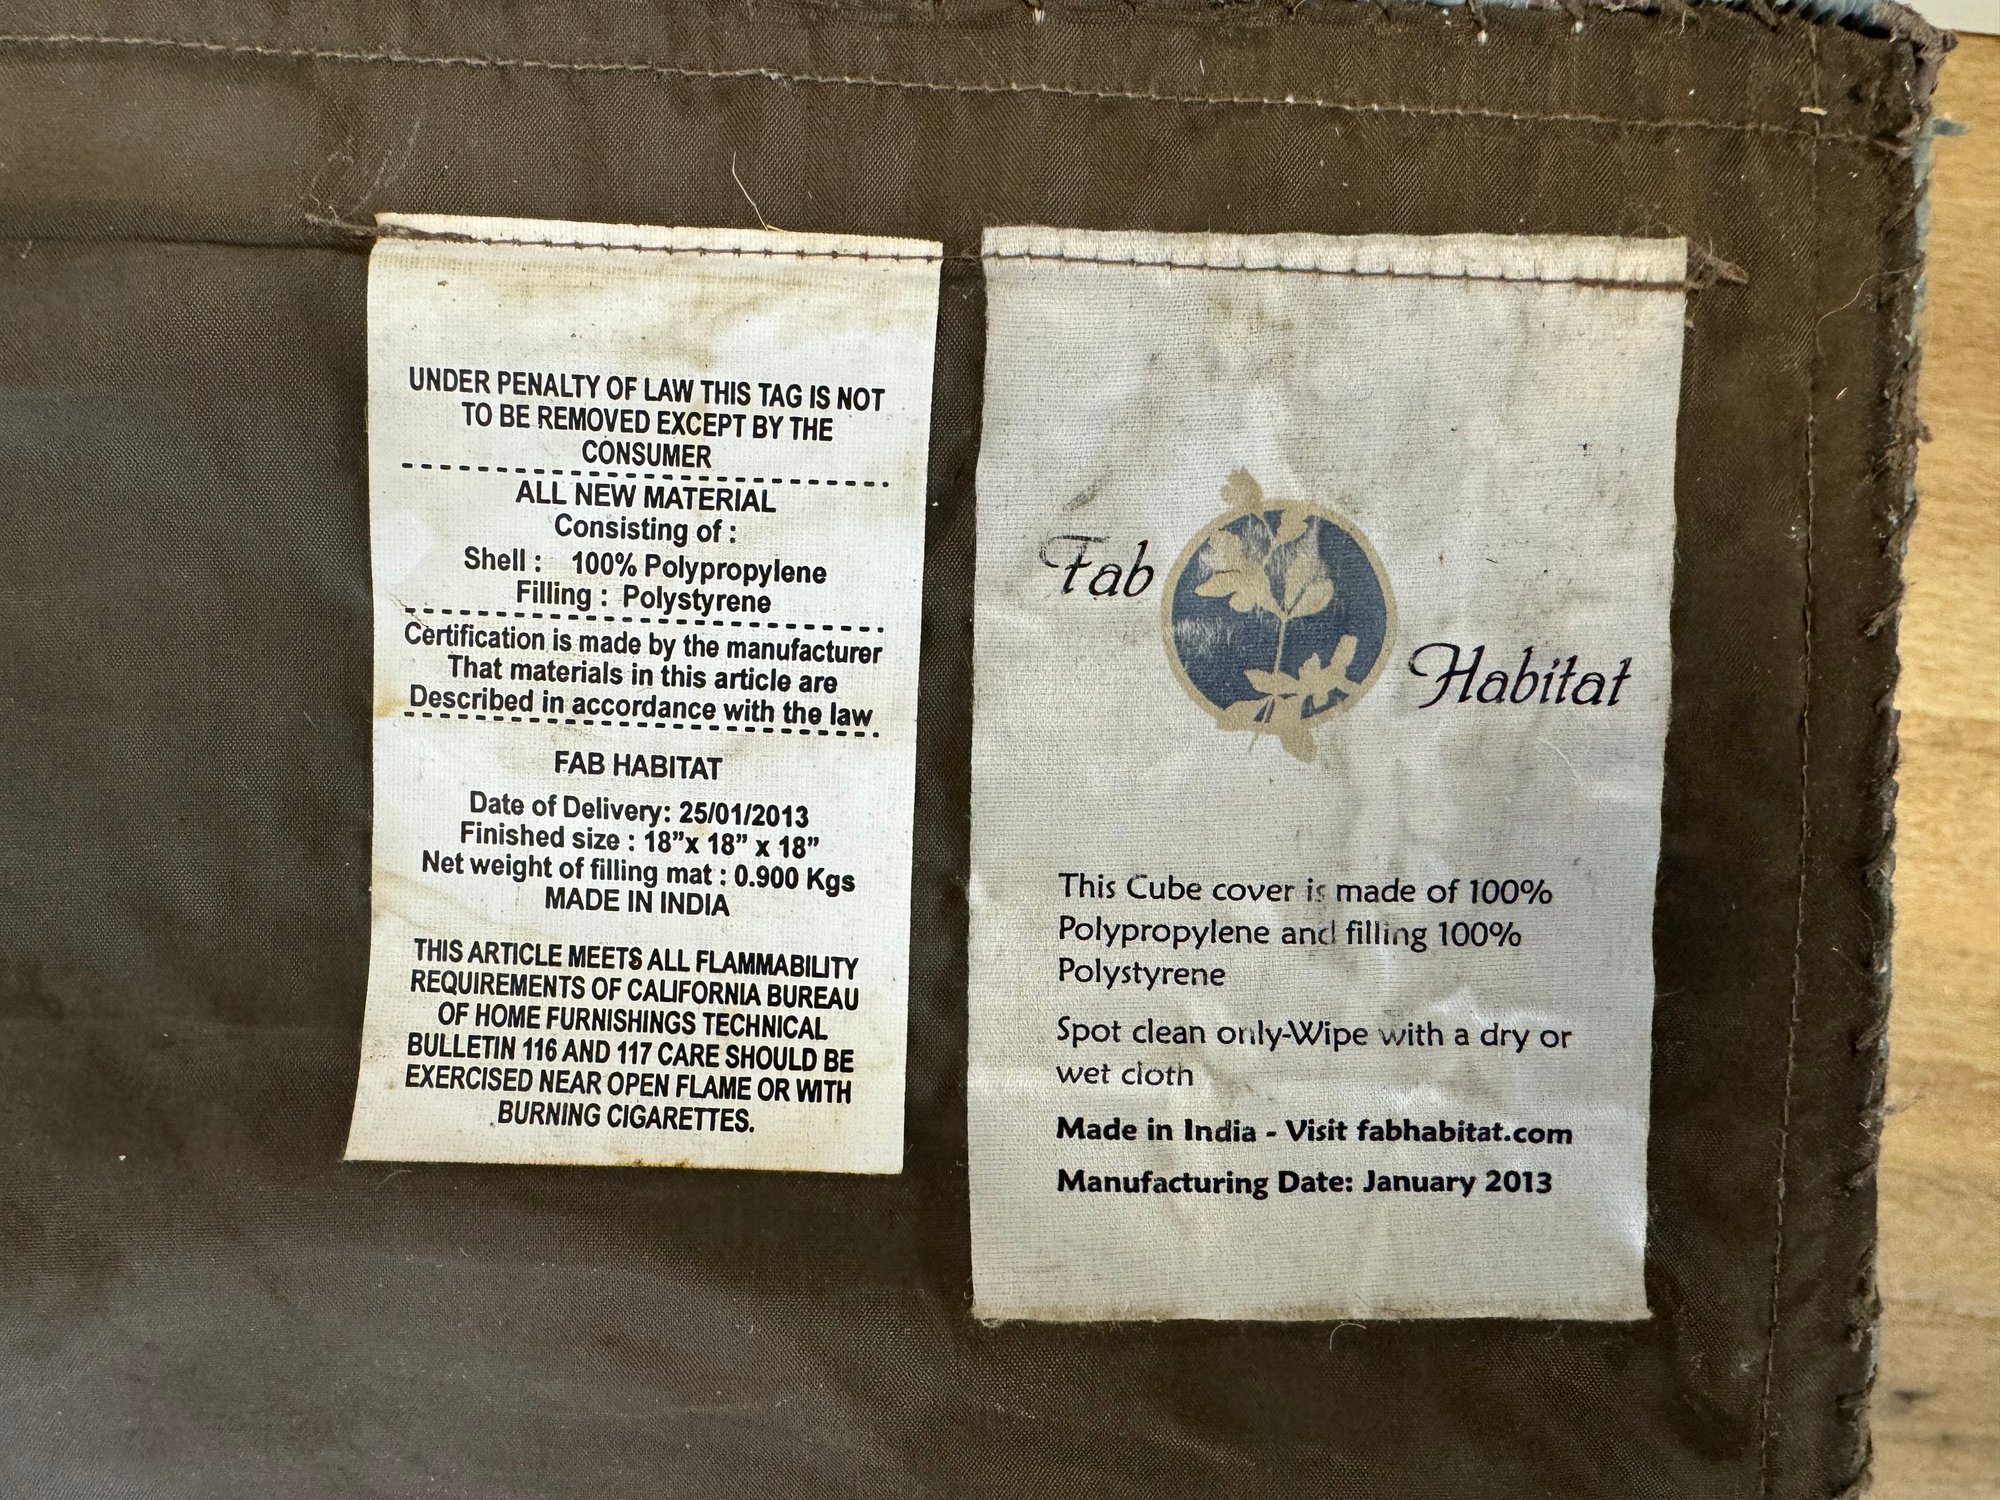 UNDER PENALTY OF LAW THIS TAG IS NOT
TO BE REMOVED EXCEPT BY THE
CONSUMER
ALL NEW MATERIAL
Consisting of :
Shell : 100% Polypropylene
Filling : Polystyrene
Certification is made by the manufacturer
That materials in this article are
Described in accordance with the law
FAB HABITAT
Date of Delivery: 25/01/2013
Finished size : 18”x 18” x 18”
Net weight of filling mat : 0.900 Kgs
MADE IN INDIA
THIS ARTICLE MEETS ALL FLAMMABILITY
REQUIREMENTS OF CALIFORNIA BUREAU
OF HOME FURNISHINGS TECHNICAL
BULLETIN 116 AND 117 CARE SHOULD BE
EXERCISED NEAR OPEN FLAME OR WITH
BURNING CIGARETTES.
Fab
Habitat
This Cube cover is made of 100%
Polypropylene and filling 100%
Polystyrene
Spot clean only-Wipe with a dry or
wet cloth
Made in India - Visit fabhabitat.com
Manufacturing Date: January 2013